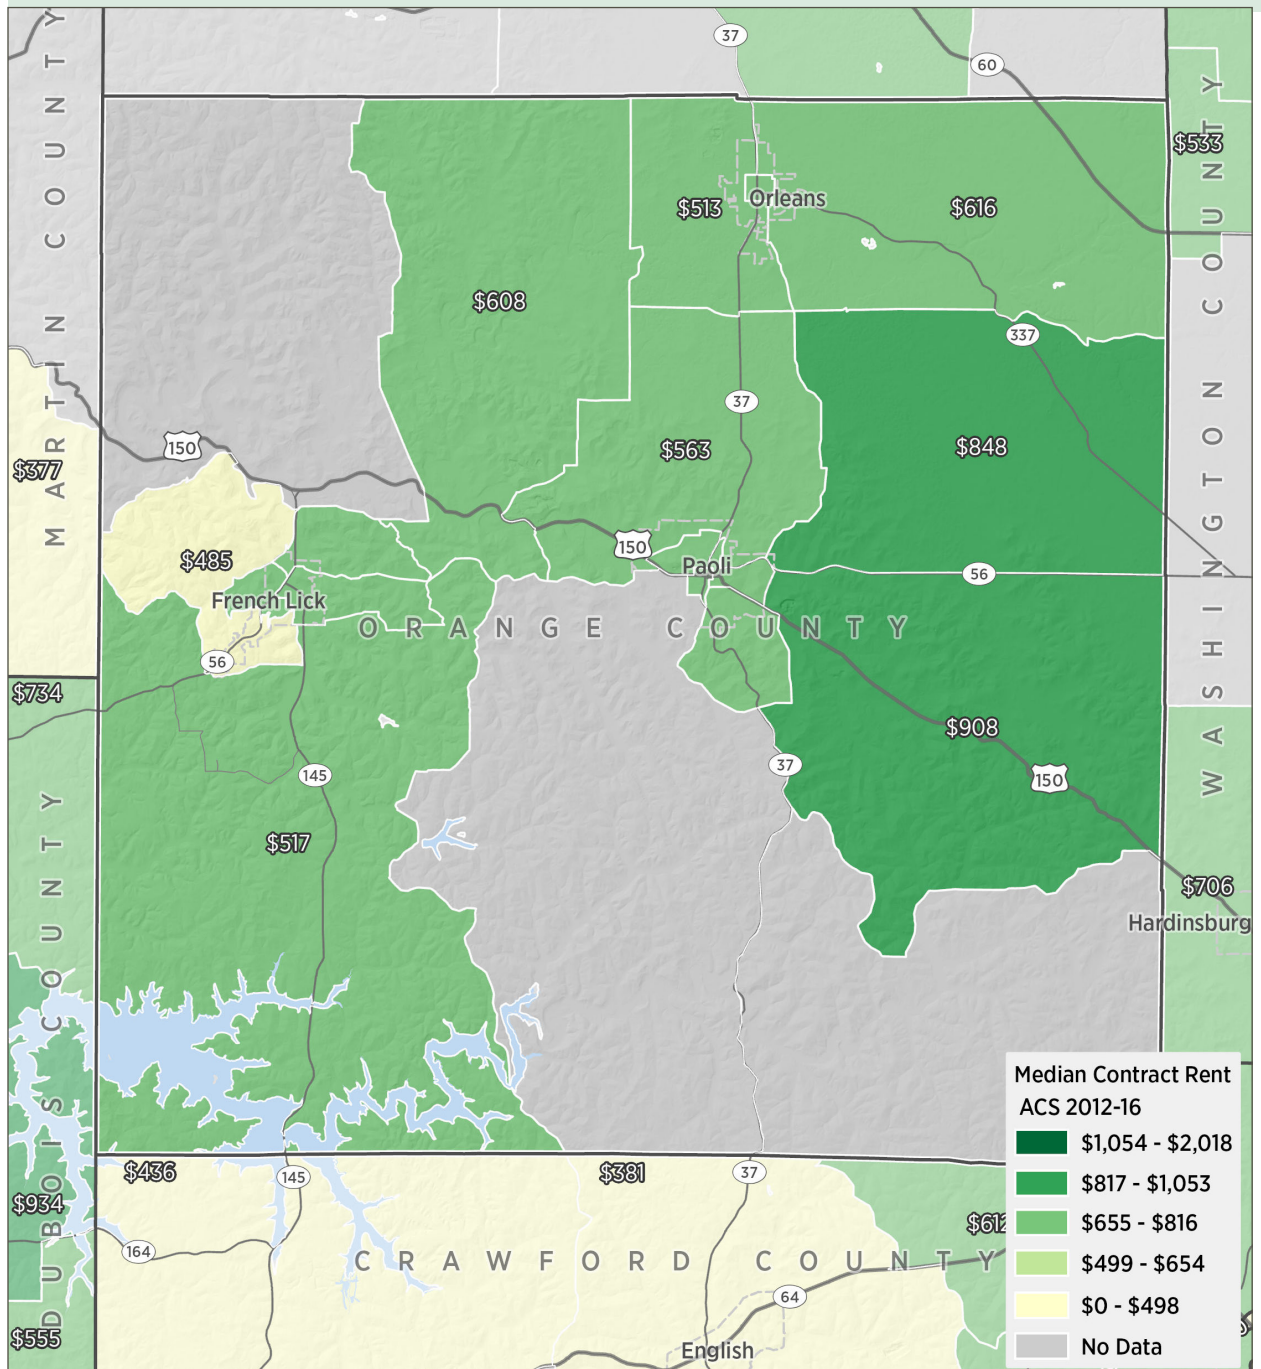 37
60
MARTIN COUNTY
WASHINGTON COUNTY
$533
Orleans
$513
$616
$608
337
37
150
$563
$848
$377
150
$485
Paoli
56
French Lick
ORANGE COUNTY
56
$734
$908
37
145
150
$517
$706
Hardinsburg
DUBOIS COUNTY
Median Contract Rent
ACS 2012-16
$1,054 - $2,018
$817 - $1,053
$655 - $816
$499 - $654
$0 - $498
No Data
$436
145
$381
37
$934
$612
164
CRAWFORD COUNTY
64
$555
English